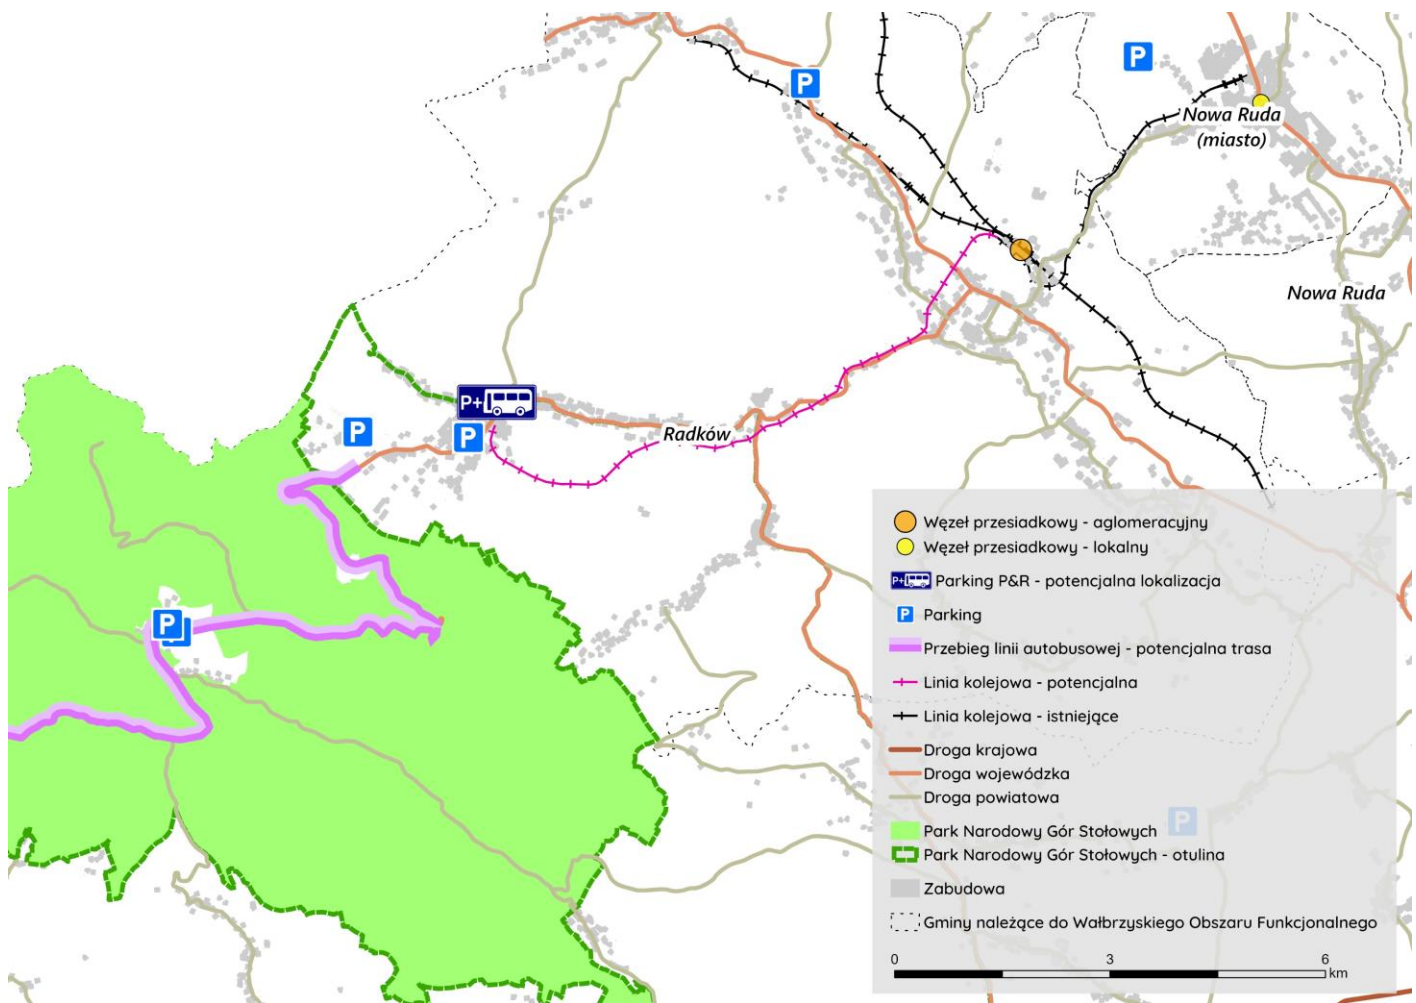 P
P
Nowa Ruda
(miasto)
Nowa Ruda
P+
P
P
Radków
P
Węzeł przesiadkowy - aglomeracyjny
Węzeł przesiadkowy - lokalny
P+ Parking P&R - potencjalna lokalizacja
P Parking
Przebieg linii autobusowej - potencjalna trasa
Linia kolejowa - potencjalna
Linia kolejowa - istniejące
Droga krajowa
Droga wojewódzka
Droga powiatowa
P
Park Narodowy Gór Stołowych
Park Narodowy Gór Stołowych - otulina
Zabudowa
Gminy należące do Wałbrzyskiego Obszaru Funkcjonalnego
0 3 6
km